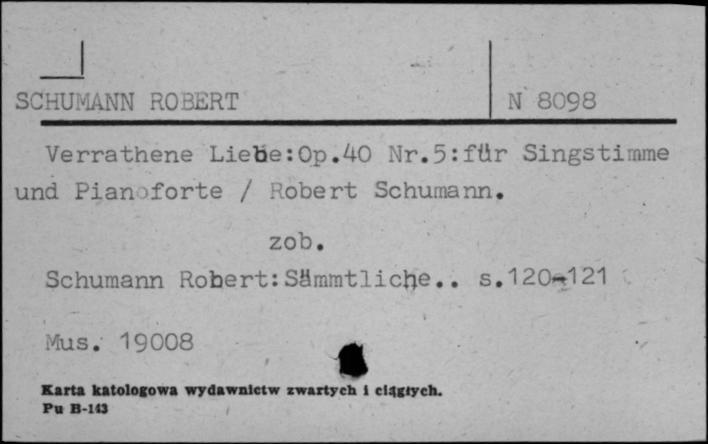 SCHUMANN ROBERT N 8098
Verrathene Liebe:Op.40 Nr.5:für Singstimme
und Pianoforte / Robert Schumann.
zob.
Schumann Robert:Sämmtliche.. s.120-121
Mus. 19008
Karta katologowa wydawnictw zwartych i ciągłych.
Pu B-143